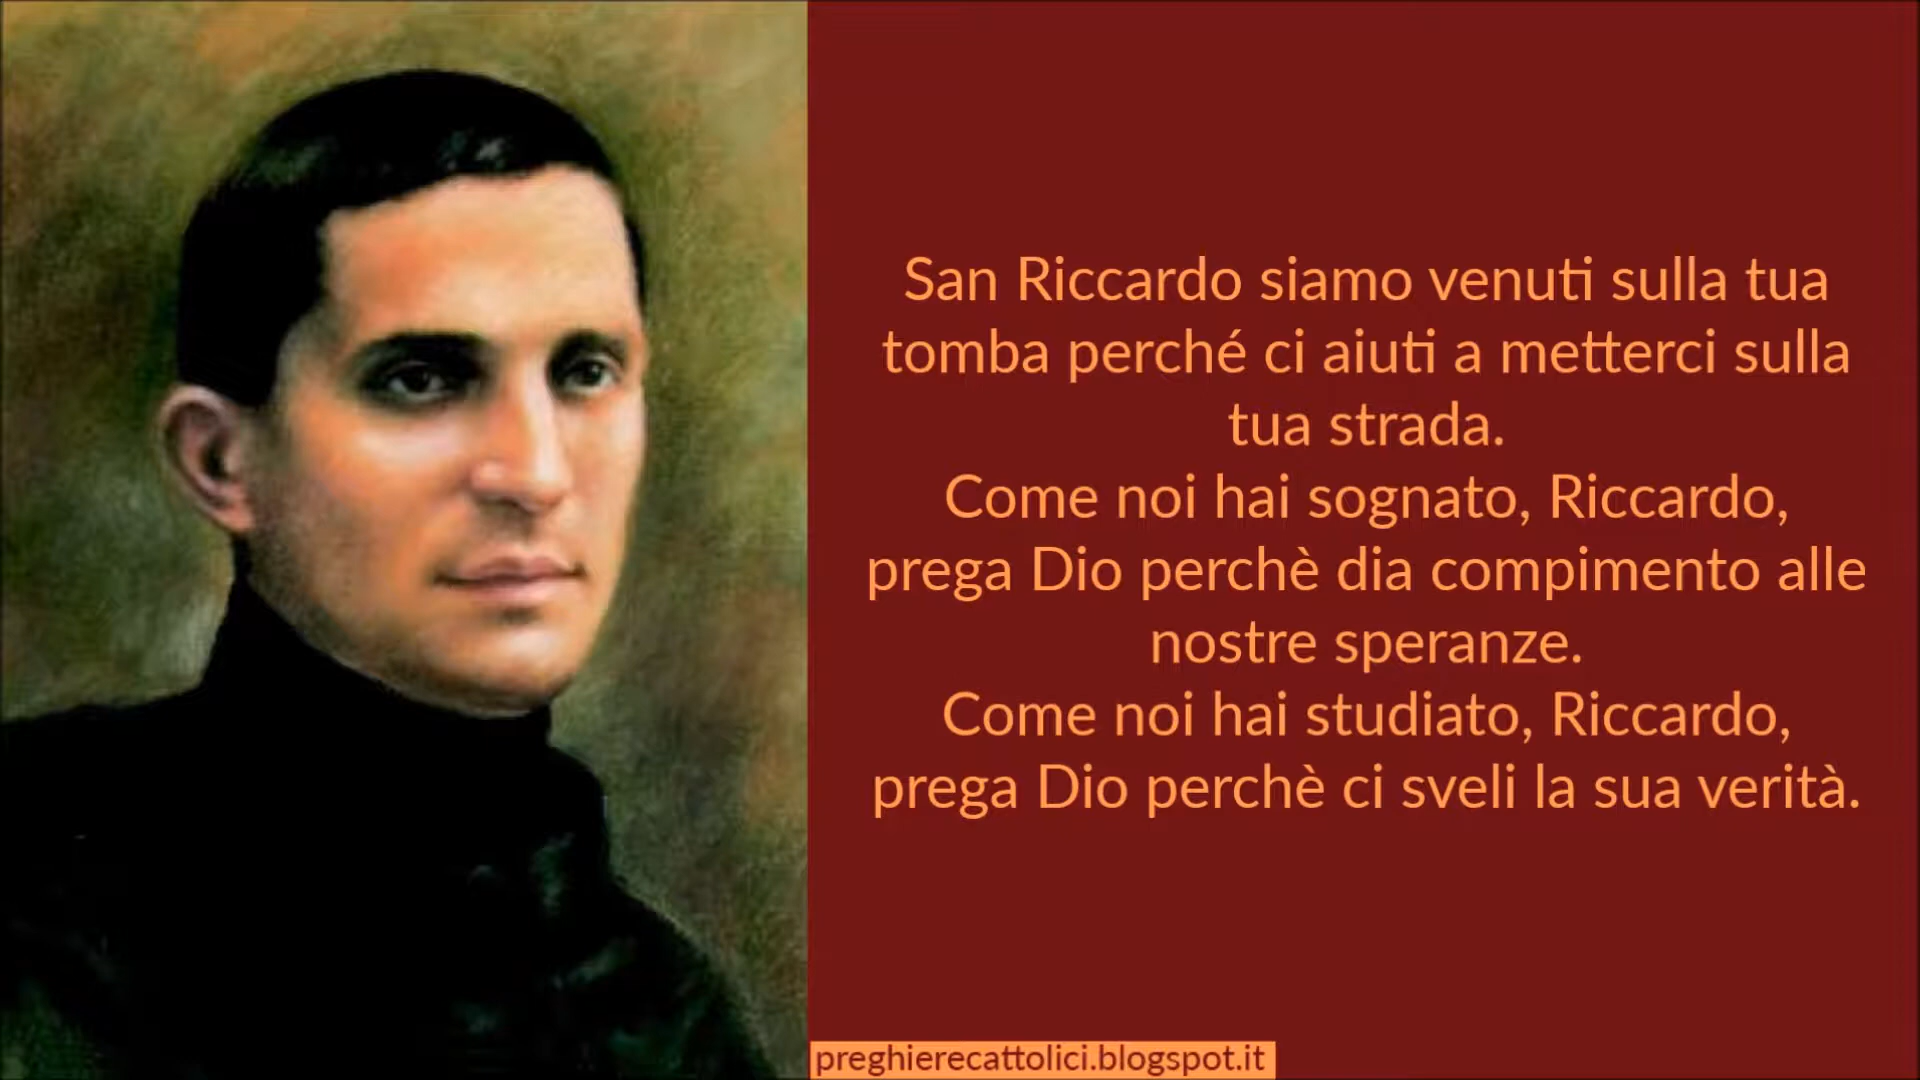 San Riccardo siamo venuti sulla tua
tomba perché ci aiuti a metterci sulla
tua strada.
Come noi hai sognato, Riccardo,
prega Dio perchè dia compimento alle
nostre speranze.
Come noi hai studiato, Riccardo,
prega Dio perchè ci sveli la sua verità.
preghierecattolici.blogspot.it